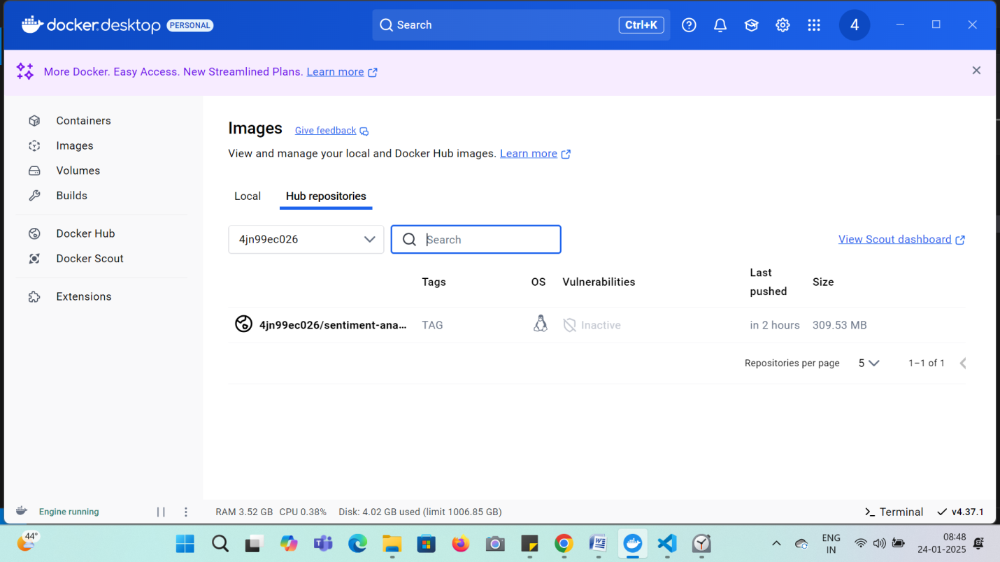 docker.desktop PERSONAL
Search Ctrl+K
4
More Docker. Easy Access. New Streamlined Plans. Learn more
Containers
Images
Volumes
Builds
Docker Hub
Docker Scout
Extensions
Images Give feedback
View and manage your local and Docker Hub images. Learn more
Local Hub repositories
4jn99ec026 Search View Scout dashboard
Tags OS Vulnerabilities Last pushed Size
4jn99ec026/sentiment-ana... TAG Inactive in 2 hours 309.53 MB
Repositories per page 5 1–1 of 1
Engine running RAM 3.52 GB CPU 0.38% Disk: 4.02 GB used (limit 1006.85 GB) Terminal v4.37.1
44°
ENG
IN
08:48
24-01-2025